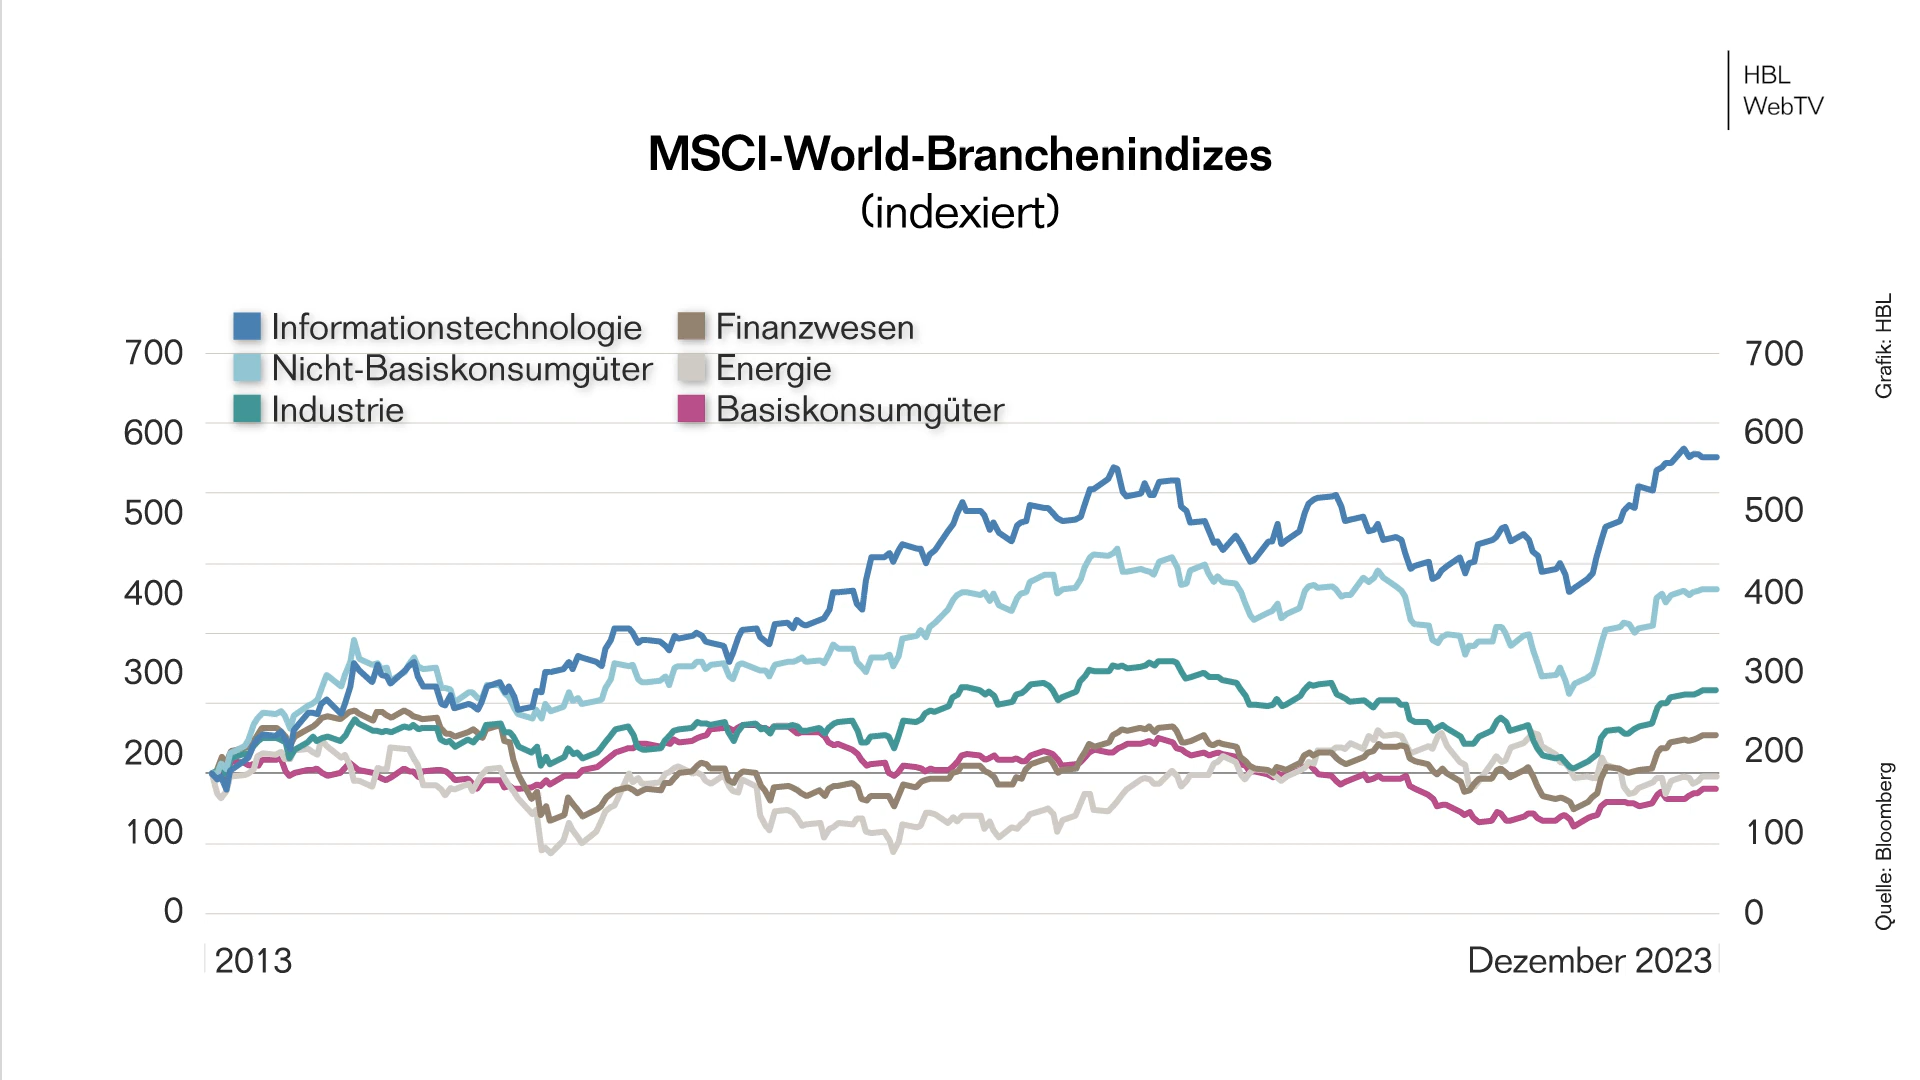 HBL
WebTV
MSCI-World-Branchenindizes
(indexiert)
Informationstechnologie
Nicht-Basiskonsumgüter
Industrie
Finanzwesen
Energie
Basiskonsumgüter
700
600
500
400
300
200
100
0
700
600
500
400
300
200
100
0
2013
Dezember 2023
Grafik: HBL
Quelle: Bloomberg